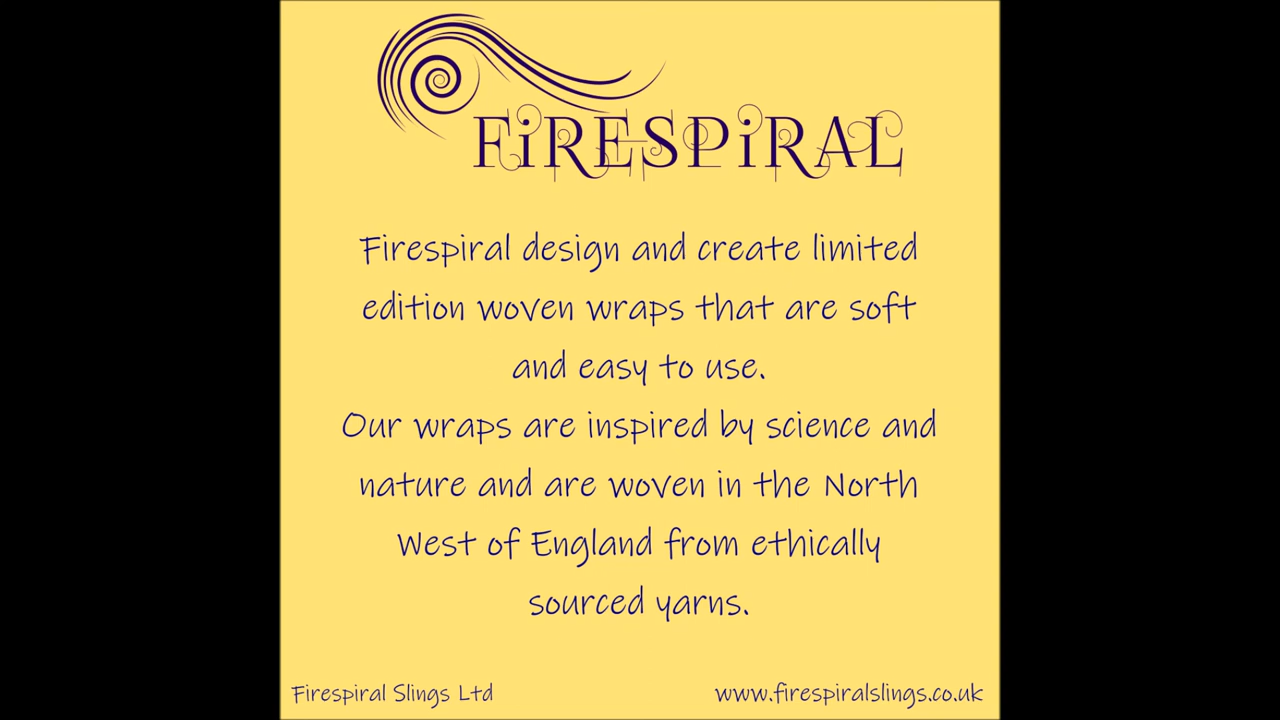 FiRESPiRAL
Firespiral design and create limited
edition woven wraps that are soft
and easy to use.
Our wraps are inspired by science and
nature and are woven in the North
West of England from ethically
sourced yarns.
Firespiral Slings Ltd
www.firespiralslings.co.uk